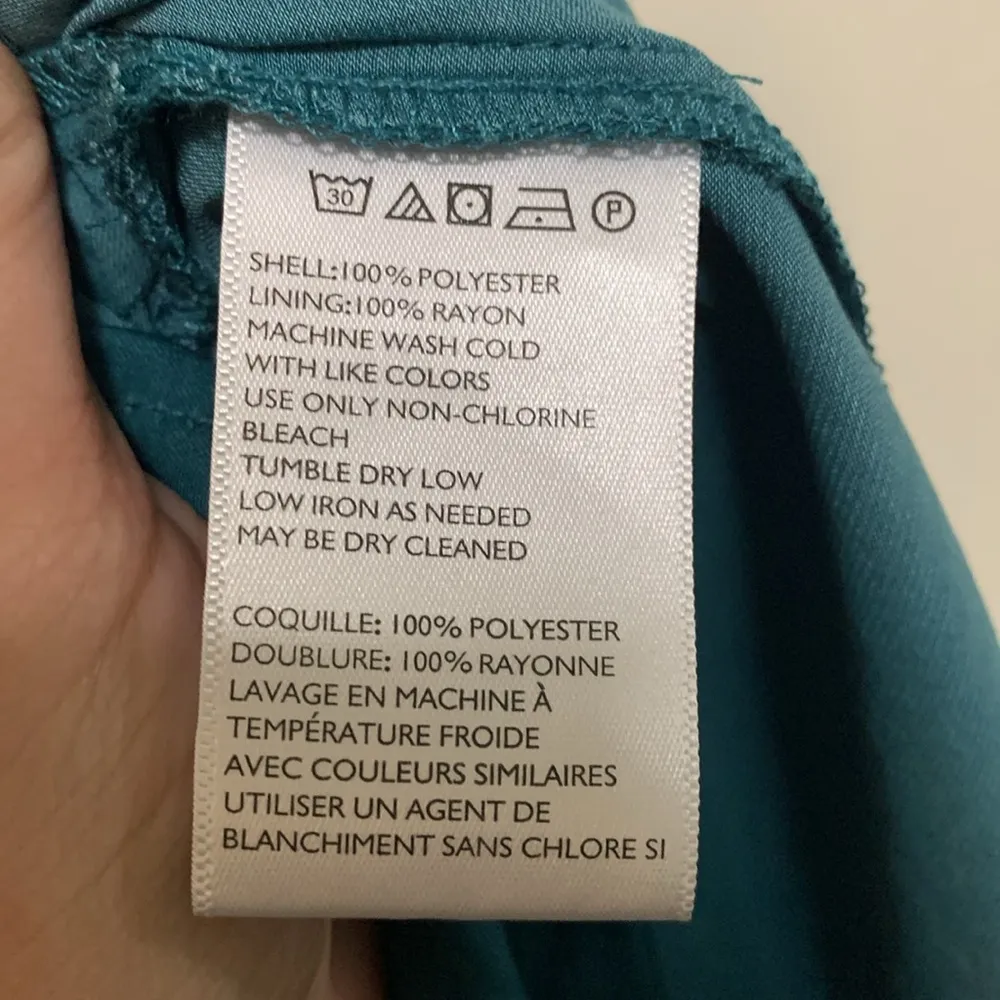 30 P
SHELL:100% POLYESTER
LINING:100% RAYON
MACHINE WASH COLD
WITH LIKE COLORS
USE ONLY NON-CHLORINE
BLEACH
TUMBLE DRY LOW
LOW IRON AS NEEDED
MAY BE DRY CLEANED
COQUILLE: 100% POLYESTER
DOUBLURE: 100% RAYONNE
LAVAGE EN MACHINE À
TEMPÉRATURE FROIDE
AVEC COULEURS SIMILAIRES
UTILISER UN AGENT DE
BLANCHIMENT SANS CHLORE SI